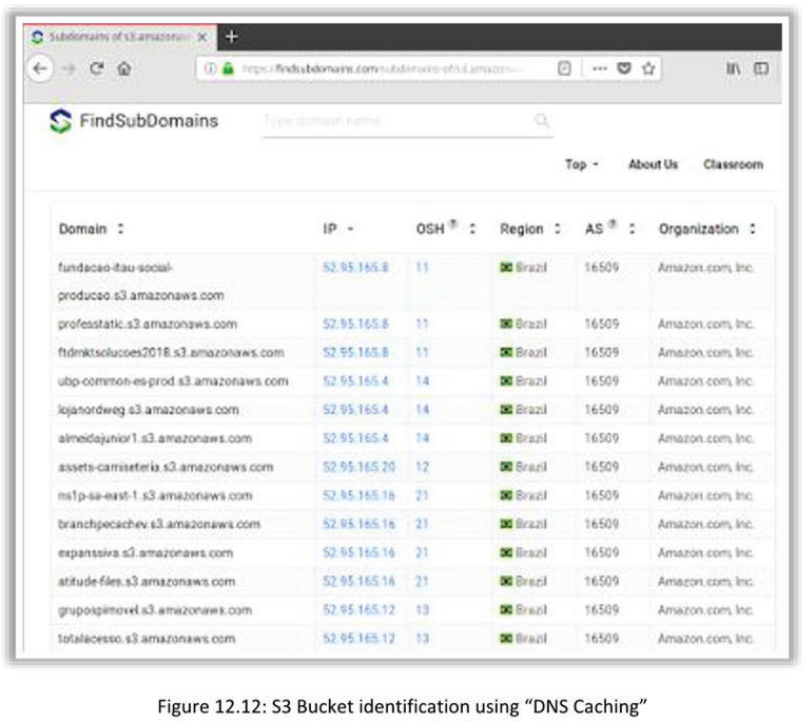 Subdomains of s3.amazonaw
https://findsubdomains.com/subdomains-of/s3.amazonaw
FindSubDomains
Type domain name
Top About Us Classroom
Domain IP OSH Region AS Organization
fundacao-itau-social- 52.95.165.8 11 Brazil 16509 Amazon.com, Inc.
producao.s3.amazonaws.com
professtatic.s3.amazonaws.com 52.95.165.8 11 Brazil 16509 Amazon.com, Inc.
ftdmktsolucoes2018.s3.amazonaws.com 52.95.165.8 11 Brazil 16509 Amazon.com, Inc.
ubp-common-es-prod.s3.amazonaws.com 52.95.165.4 14 Brazil 16509 Amazon.com, Inc.
lojanordweg.s3.amazonaws.com 52.95.165.4 14 Brazil 16509 Amazon.com, Inc.
almeidajunior1.s3.amazonaws.com 52.95.165.4 14 Brazil 16509 Amazon.com, Inc.
assets-camiseteria.s3.amazonaws.com 52.95.165.20 12 Brazil 16509 Amazon.com, Inc.
ns1p-sa-east-1.s3.amazonaws.com 52.95.165.16 21 Brazil 16509 Amazon.com, Inc.
branchpecachev.s3.amazonaws.com 52.95.165.16 21 Brazil 16509 Amazon.com, Inc.
expanssiva.s3.amazonaws.com 52.95.165.16 21 Brazil 16509 Amazon.com, Inc.
atitude-files.s3.amazonaws.com 52.95.165.16 21 Brazil 16509 Amazon.com, Inc.
grupospimovel.s3.amazonaws.com 52.95.165.12 13 Brazil 16509 Amazon.com, Inc.
totalacesso.s3.amazonaws.com 52.95.165.12 13 Brazil 16509 Amazon.com, Inc.
Figure 12.12: S3 Bucket identification using “DNS Caching”